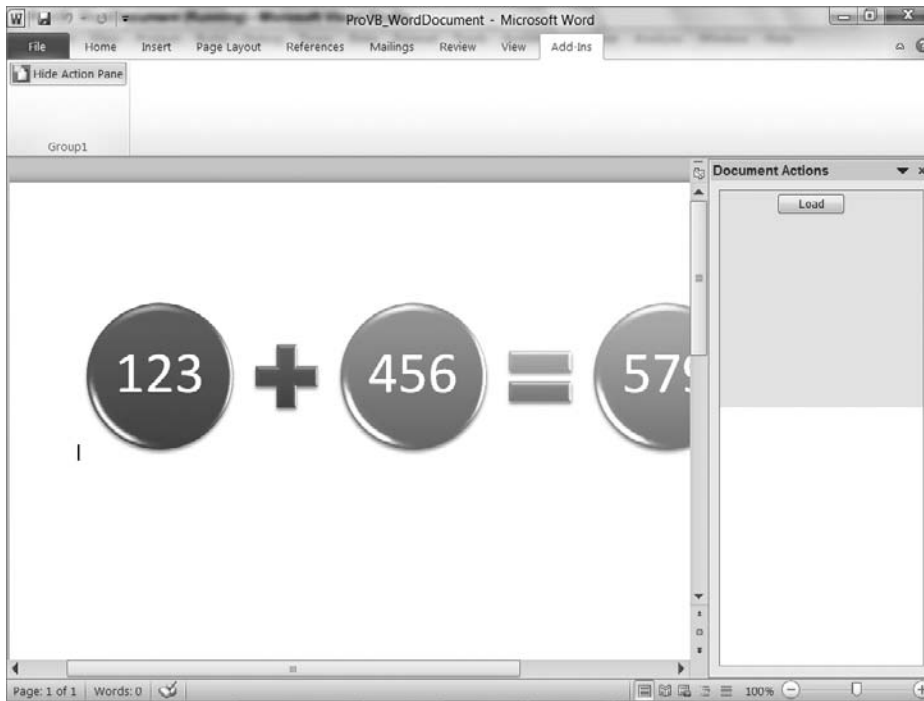 ProVB_WordDocument - Microsoft Word
File Home Insert Page Layout References Mailings Review View Add-Ins
Hide Action Pane
Group1
Document Actions
Load
123 + 456 = 579
Page: 1 of 1 Words: 0 100%